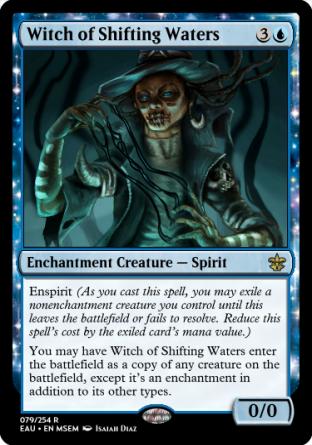 Witch of Shifting Waters 3
Enchantment Creature — Spirit
Enspirit (As you cast this spell, you may exile a
nonenchantment creature you control until this
leaves the battlefield or fails to resolve. Reduce
this spell's cost by the exiled card's mana value.)
You may have Witch of Shifting Waters enter
the battlefield as a copy of any creature on the
battlefield, except it's an enchantment in
addition to its other types.
0/0
079/254 R
EAU • EN MSEM Isaiah Diaz